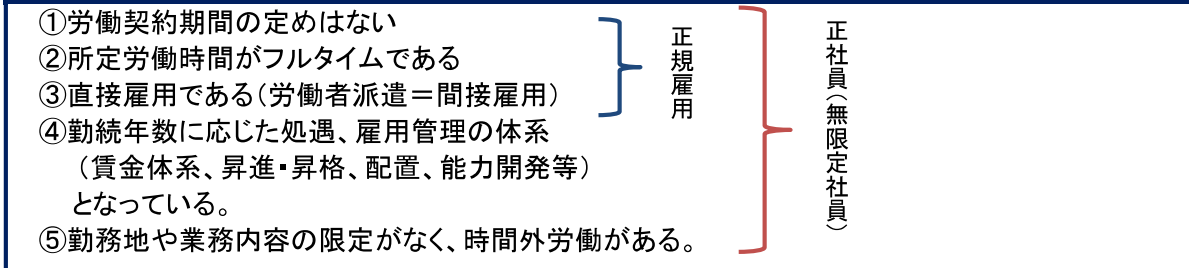 ①労働契約期間の定めはない
②所定労働時間がフルタイムである
③直接雇用である(労働者派遣=間接雇用)
④勤続年数に応じた処遇、雇用管理の体系
(賃金体系、昇進・昇格、配置、能力開発等)
となっている。
⑤勤務地や業務内容の限定がなく、時間外労働がある。
正規雇用
正社員(無限定社員)